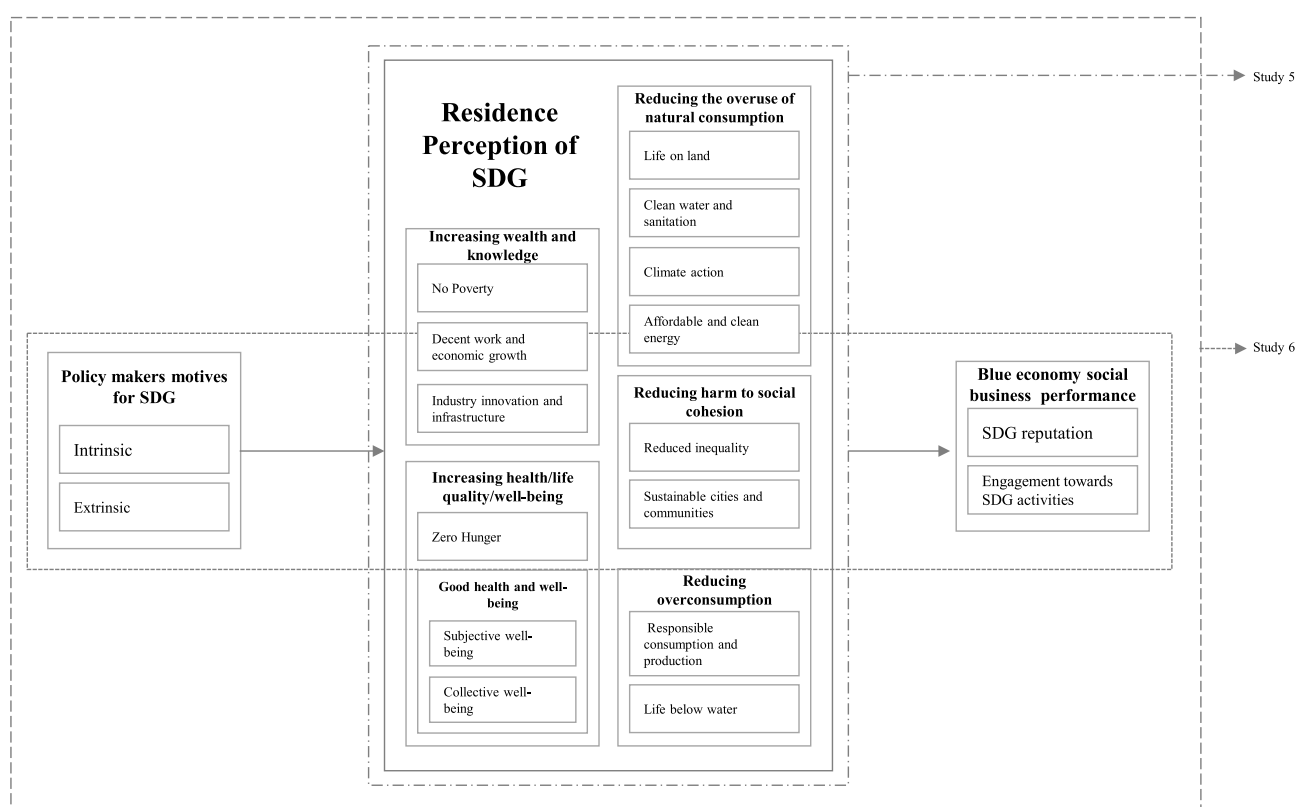 Policy makers motives
for SDG
Intrinsic
Extrinsic
Residence
Perception of
SDG
Increasing wealth and
knowledge
No Poverty
Decent work and
economic growth
Industry innovation and
infrastructure
Increasing health/life
quality/well-being
Zero Hunger
Good health and well-
being
Subjective well-
being
Collective well-
being
Reducing the overuse of
natural consumption
Life on land
Clean water and
sanitation
Climate action
Affordable and clean
energy
Reducing harm to social
cohesion
Reduced inequality
Sustainable cities and
communities
Reducing
overconsumption
Responsible
consumption and
production
Life below water
Blue economy social
business performance
SDG reputation
Engagement towards
SDG activities
Study 5
Study 6